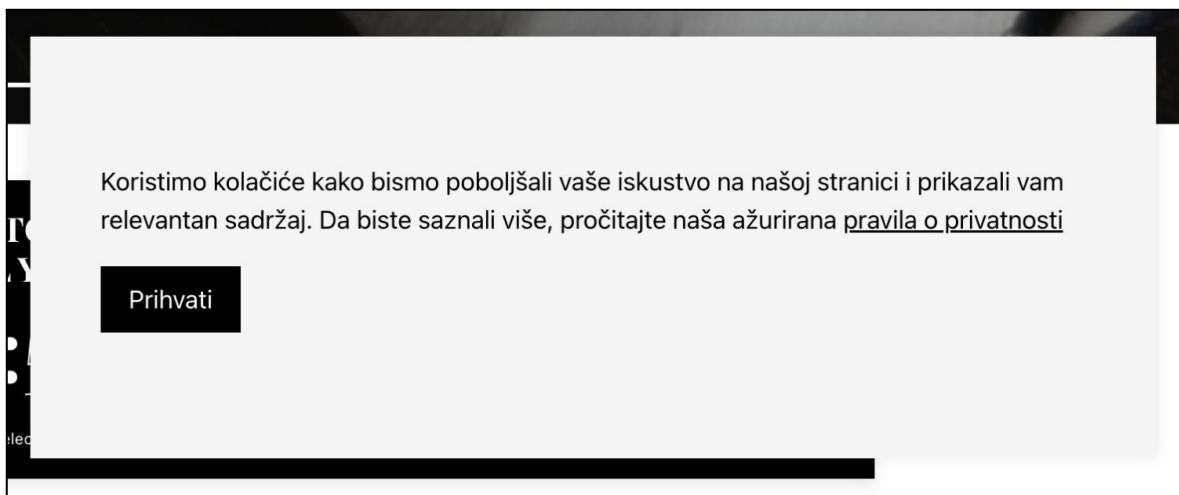 Koristimo kolačiće kako bismo poboljšali vaše iskustvo na našoj stranici i prikazali vam
relevantan sadržaj. Da biste saznali više, pročitajte naša ažurirana pravila o privatnosti
Prihvati